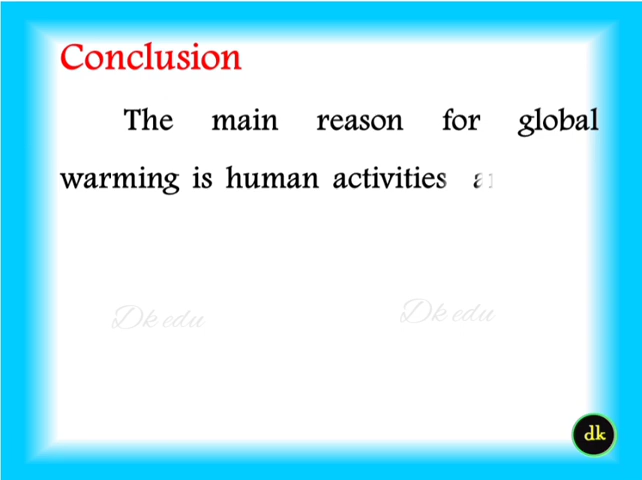 Conclusion
The main reason for global
warming is human activities
Dk edu
Dk edu
dk